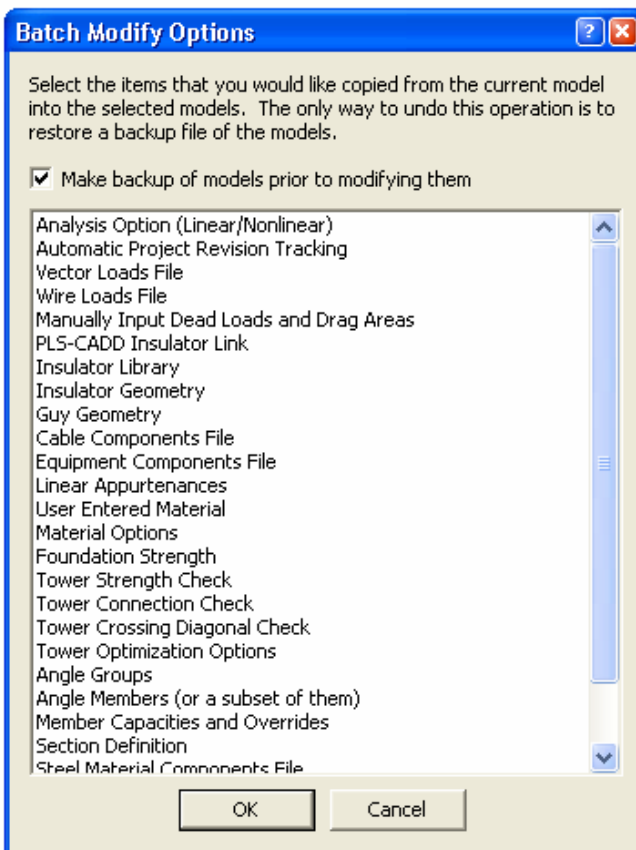 Batch Modify Options
Select the items that you would like copied from the current model
into the selected models. The only way to undo this operation is to
restore a backup file of the models.
Make backup of models prior to modifying them
Analysis Option (Linear/Nonlinear)
Automatic Project Revision Tracking
Vector Loads File
Wire Loads File
Manually Input Dead Loads and Drag Areas
PLS-CADD Insulator Link
Insulator Library
Insulator Geometry
Guy Geometry
Cable Components File
Equipment Components File
Linear Appurtenances
User Entered Material
Material Options
Foundation Strength
Tower Strength Check
Tower Connection Check
Tower Crossing Diagonal Check
Tower Optimization Options
Angle Groups
Angle Members (or a subset of them)
Member Capacities and Overrides
Section Definition
Steel Material Components File
OK Cancel